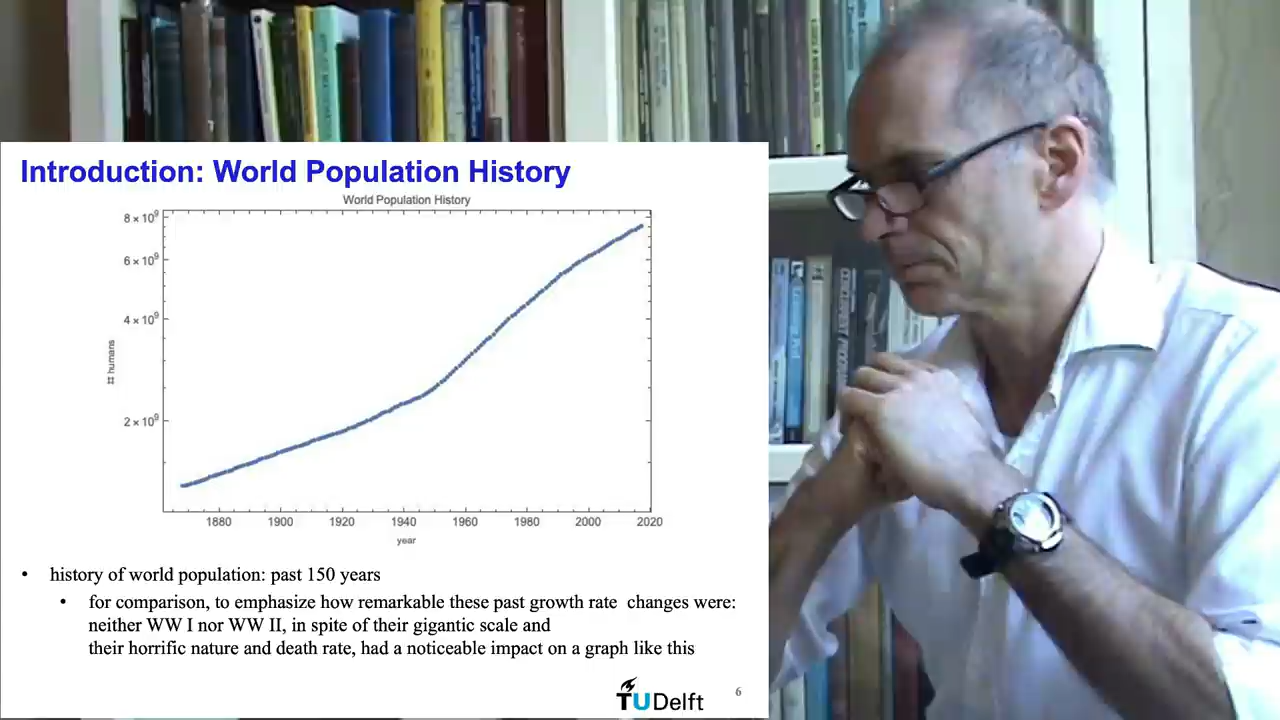 Introduction: World Population History
World Population History
8 × 10⁹
6 × 10⁹
4 × 10⁹
2 × 10⁹
# humans
1880 1900 1920 1940 1960 1980 2000 2020
year
• history of world population: past 150 years
• for comparison, to emphasize how remarkable these past growth rate changes were:
neither WW I nor WW II, in spite of their gigantic scale and
their horrific nature and death rate, had a noticeable impact on a graph like this
TU Delft
6